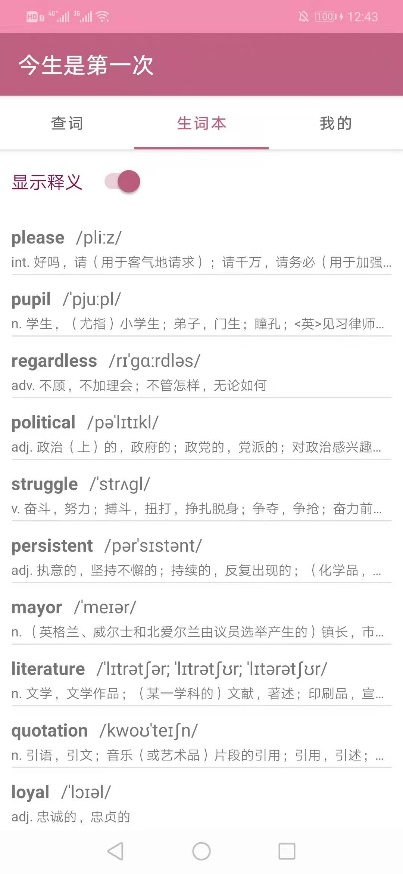 HD 46 36 100 12:43
今生是第一次
查词 生词本 我的
显示释义
please /pliːz/
int. 好吗，请（用于客气地请求）；请千万，请务必（用于加强...
pupil /ˈpjuːpl/
n. 学生，（尤指）小学生；弟子，门生；瞳孔；<英>见习律师...
regardless /rɪˈɡɑːrdləs/
adv. 不顾，不加理会；不管怎样，无论如何
political /pəˈlɪtɪkl/
adj. 政治（上）的，政府的；政党的，党派的；对政治感兴趣...
struggle /ˈstrʌɡl/
v. 奋斗，努力；搏斗，扭打，挣扎脱身；争夺，争抢；奋力前...
persistent /pərˈsɪstənt/
adj. 执意的，坚持不懈的；持续的，反复出现的；（化学品，...
mayor /ˈmeɪər/
n. （英格兰、威尔士和北爱尔兰由议员选举产生的）镇长，市...
literature /ˈlɪtrətʃər; ˈlɪtrətʃʊr; ˈlɪtərətʃʊr/
n. 文学，文学作品；（某一学科的）文献，著述；印刷品，宣...
quotation /kwoʊˈteɪʃn/
n. 引语，引文；音乐（或艺术品）片段的引用；引用，引述；...
loyal /ˈlɔɪəl/
adj. 忠诚的，忠贞的